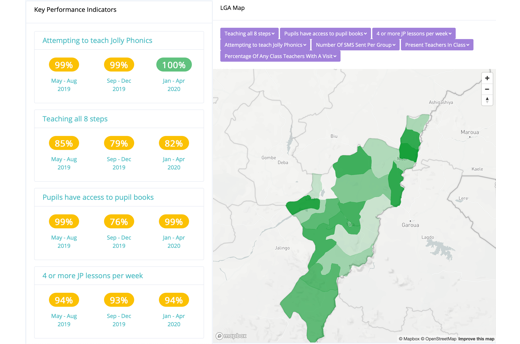 Key Performance Indicators
Attempting to teach Jolly Phonics
99% 99% 100%
May - Aug 2019 Sep - Dec 2019 Jan - Apr 2020
Teaching all 8 steps
85% 79% 82%
May - Aug 2019 Sep - Dec 2019 Jan - Apr 2020
Pupils have access to pupil books
99% 76% 99%
May - Aug 2019 Sep - Dec 2019 Jan - Apr 2020
4 or more JP lessons per week
94% 93% 94%
May - Aug 2019 Sep - Dec 2019 Jan - Apr 2020
LGA Map
Teaching all 8 steps Pupils have access to pupil books 4 or more JP lessons per week
Attempting to teach Jolly Phonics Number Of SMS Sent Per Group Present Teachers In Class
Percentage Of Any Class Teachers With A Visit
Maroua
Biu
Gombe
Kaélé
Garoua
Lagdo
Jalingo
mapbox
© Mapbox © OpenStreetMap Improve this map